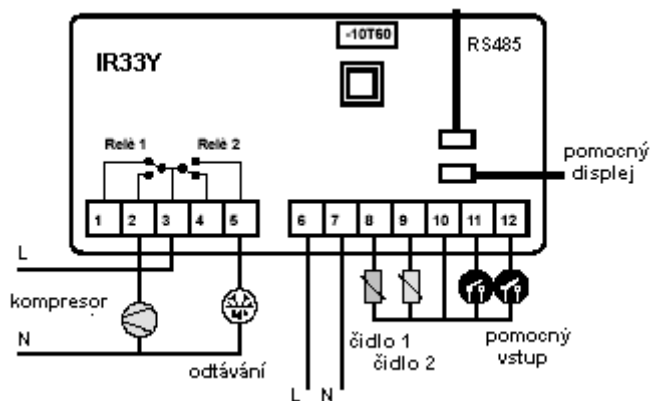 -10T60
RS485
IR33Y
Relè 1 Relè 2
pomocný
displej
1 2 3 4 5 6 7 8 9 10 11 12
L
kompresor
N
odtávání
čidlo 1
čidlo 2
pomocný
vstup
L N